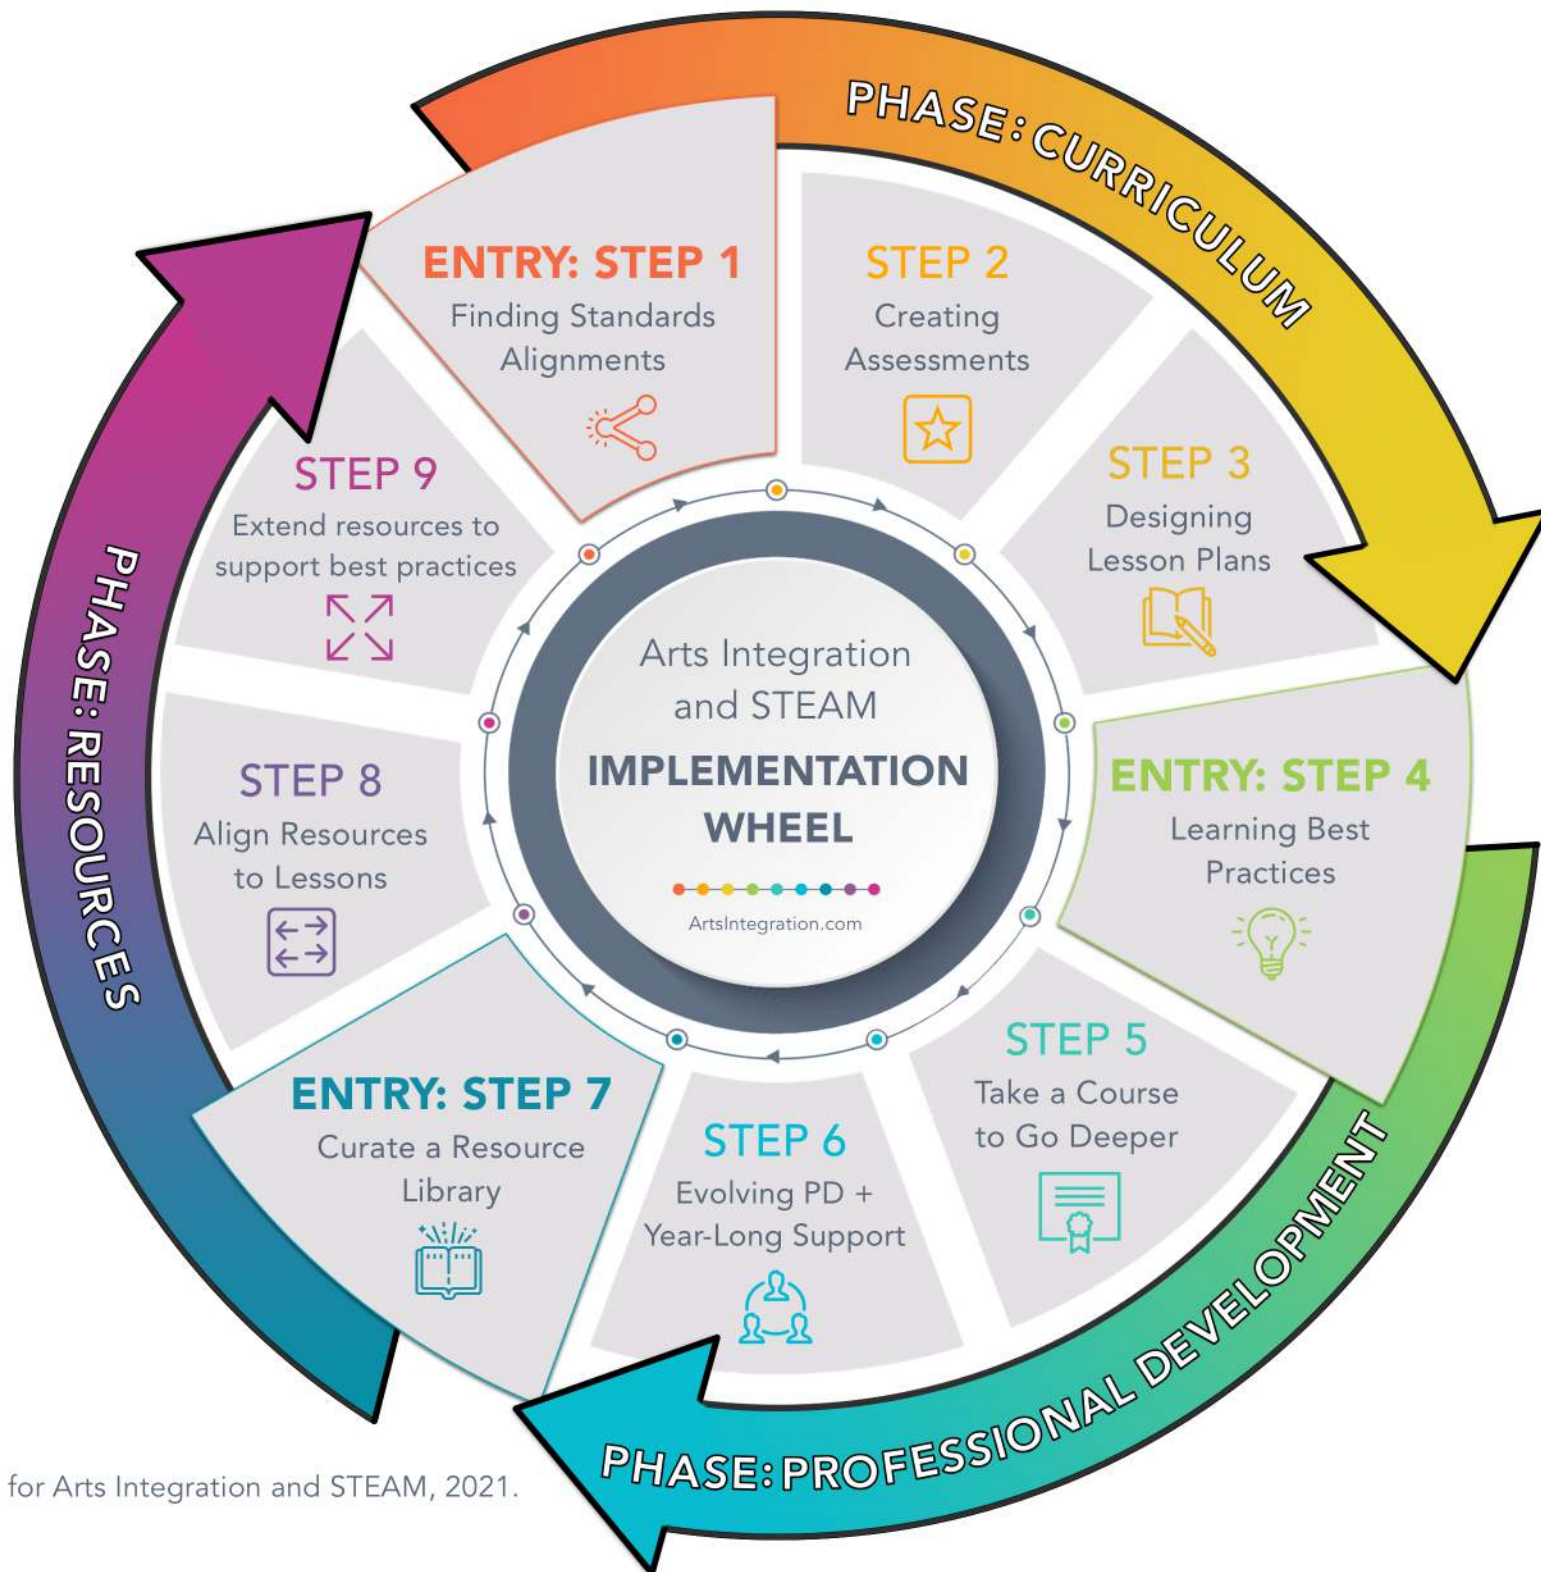 PHASE: CURRICULUM
ENTRY: STEP 1
Finding Standards
Alignments
STEP 2
Creating
Assessments
STEP 3
Designing
Lesson Plans
ENTRY: STEP 4
Learning Best
Practices
PHASE: PROFESSIONAL DEVELOPMENT
STEP 5
Take a Course
to Go Deeper
STEP 6
Evolving PD +
Year-Long Support
ENTRY: STEP 7
Curate a Resource
Library
PHASE: RESOURCES
STEP 8
Align Resources
to Lessons
STEP 9
Extend resources to
support best practices
Arts Integration
and STEAM
IMPLEMENTATION
WHEEL
ArtsIntegration.com
for Arts Integration and STEAM, 2021.